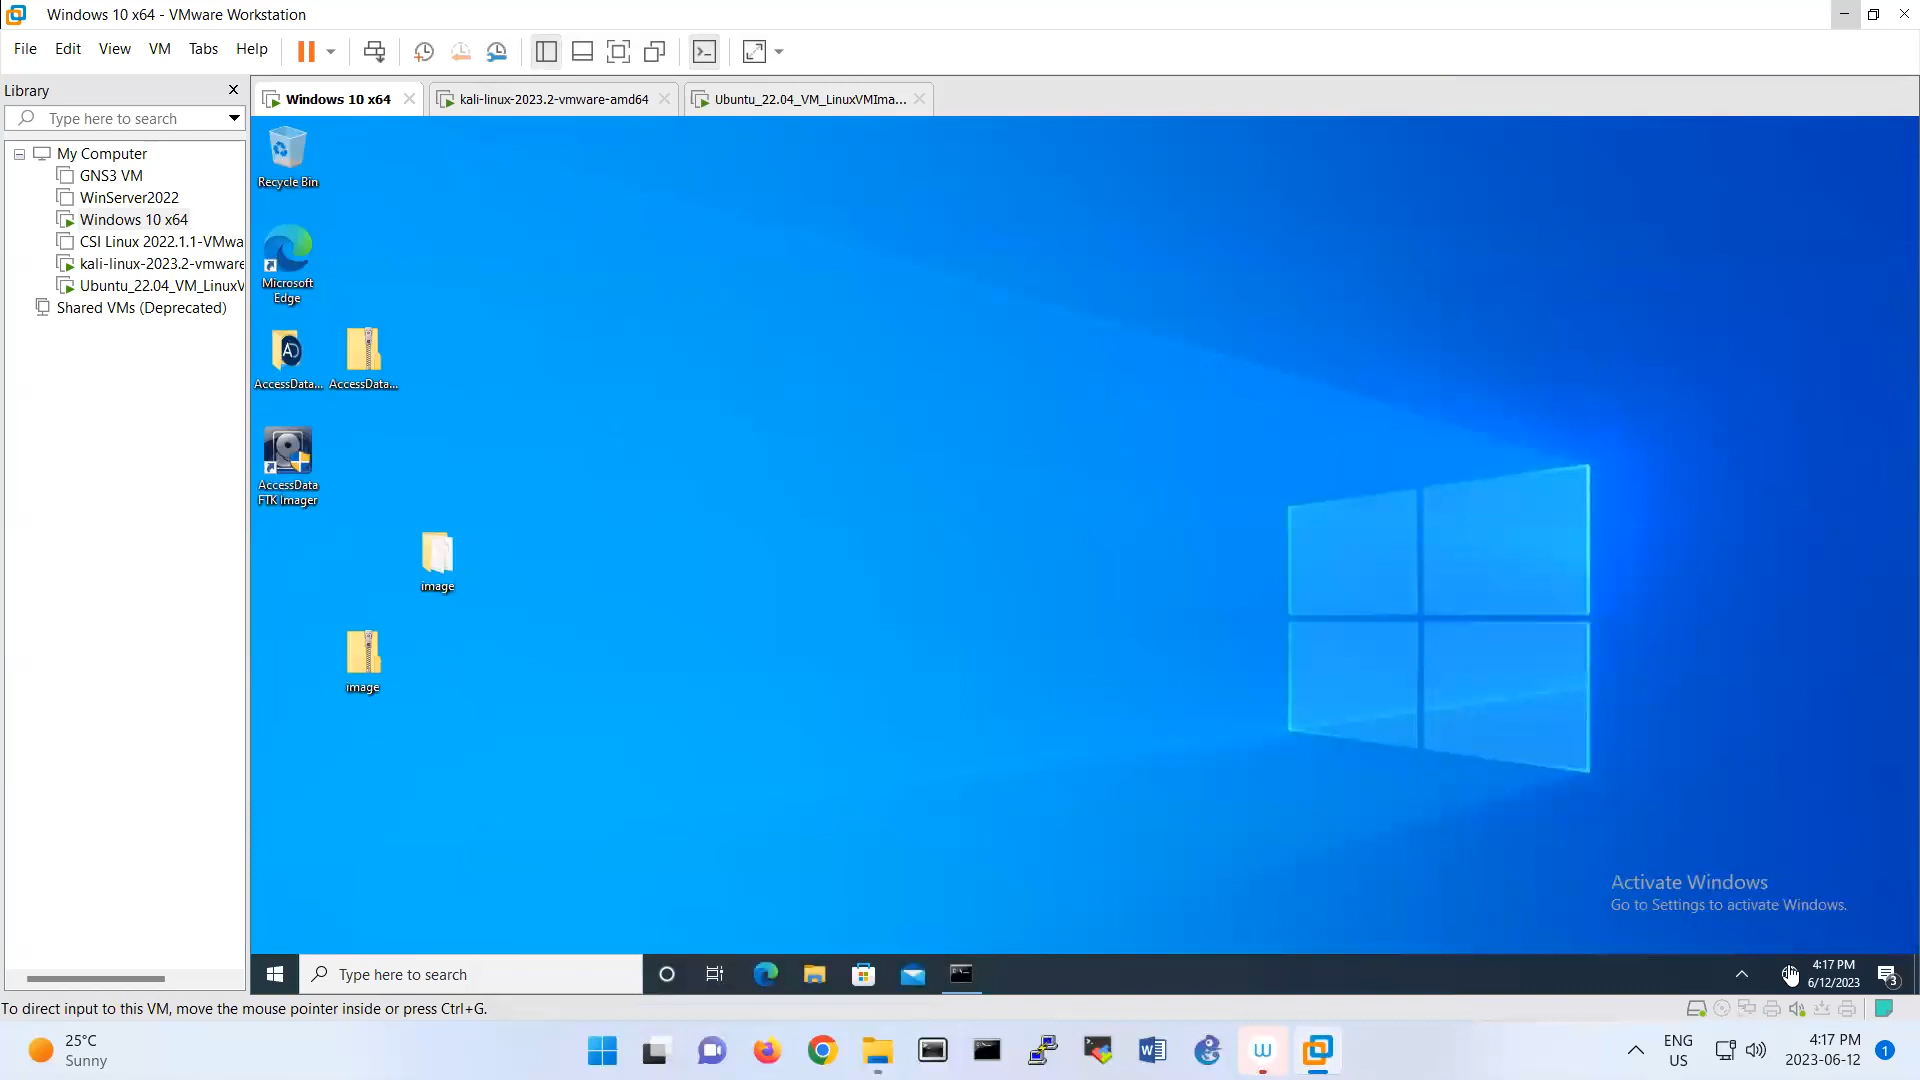 Windows 10 x64 - VMware Workstation
File Edit View VM Tabs Help
Library
Type here to search
My Computer
GNS3 VM
WinServer2022
Windows 10 x64
CSI Linux 2022.1.1-VMwa
kali-linux-2023.2-vmware
Ubuntu_22.04_VM_LinuxV
Shared VMs (Deprecated)
Windows 10 x64
kali-linux-2023.2-vmware-amd64
Ubuntu_22.04_VM_LinuxVMIma...
Recycle Bin
Microsoft
Edge
AccessData...
AccessData...
AccessData
FTK Imager
image
image
Activate Windows
Go to Settings to activate Windows.
Type here to search
4:17 PM
6/12/2023
3
To direct input to this VM, move the mouse pointer inside or press Ctrl+G.
25°C
Sunny
ENG
US
4:17 PM
2023-06-12
1